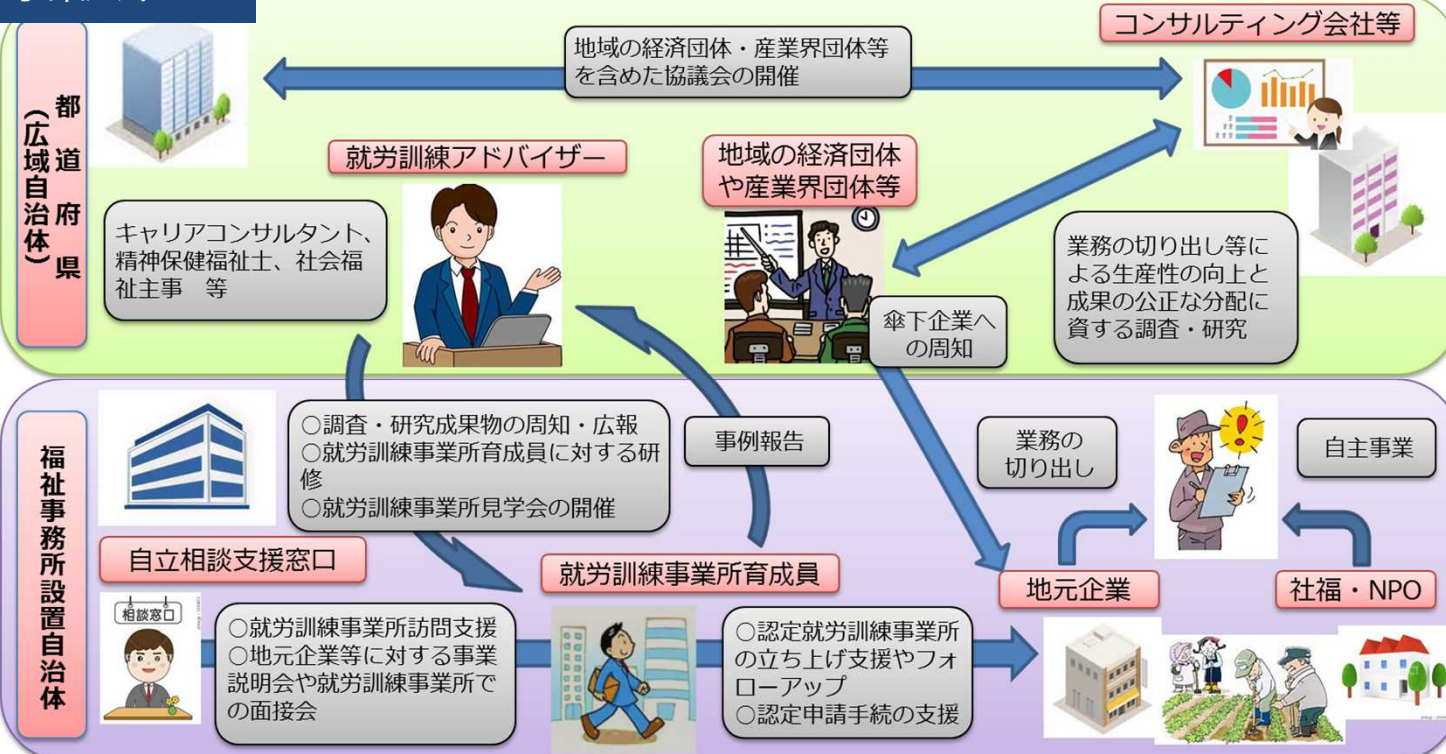 コンサルティング会社等
地域の経済団体・産業界団体等
を含めた協議会の開催
都道府県
（広域自治体）
就労訓練アドバイザー
地域の経済団体
や産業界団体等
キャリアコンサルタント、
精神保健福祉士、社会福
祉主事　等
業務の切り出し等に
よる生産性の向上と
成果の公正な分配に
資する調査・研究
傘下企業へ
の周知
福祉事務所設置自治体
○調査・研究成果物の周知・広報
○就労訓練事業所育成員に対する研
修
○就労訓練事業所見学会の開催
事例報告
業務の
切り出し
自主事業
自立相談支援窓口
就労訓練事業所育成員
地元企業
社福・NPO
相談窓口
○就労訓練事業所訪問支援
○地元企業等に対する事業
説明会や就労訓練事業所で
の面接会
○認定就労訓練事業所
の立ち上げ支援やフォ
ローアップ
○認定申請手続の支援